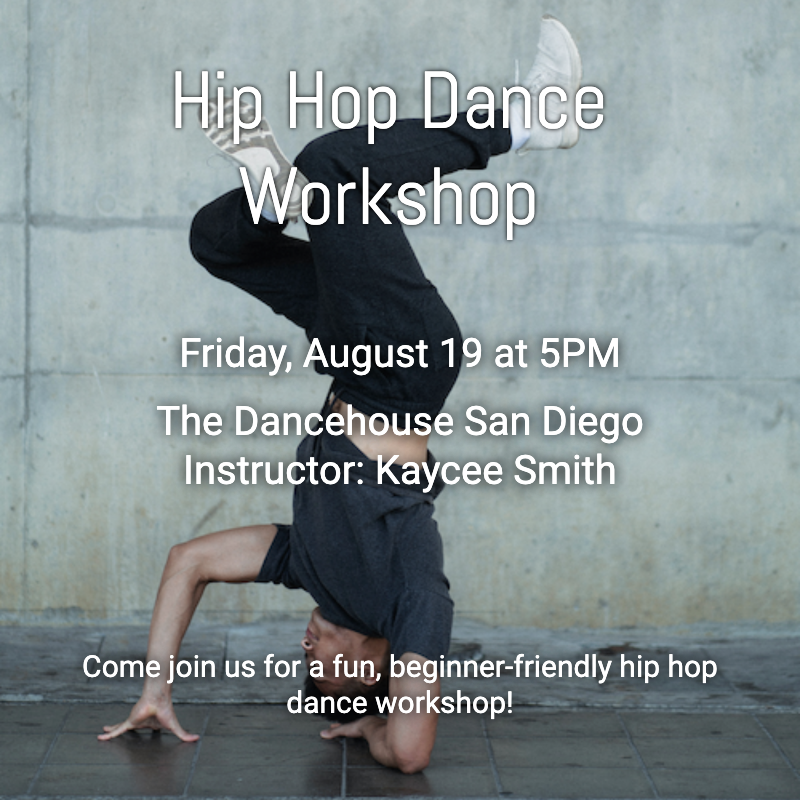 Hip Hop Dance
Workshop
Friday, August 19 at 5PM
The Dancehouse San Diego
Instructor: Kaycee Smith
Come join us for a fun, beginner-friendly hip hop
dance workshop!